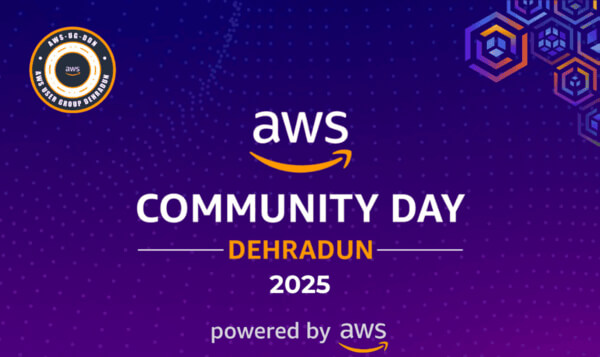 AWS-UG-DDN
aws
AWS USER GROUP DEHRADUN
aws
COMMUNITY DAY
DEHRADUN
2025
powered by aws